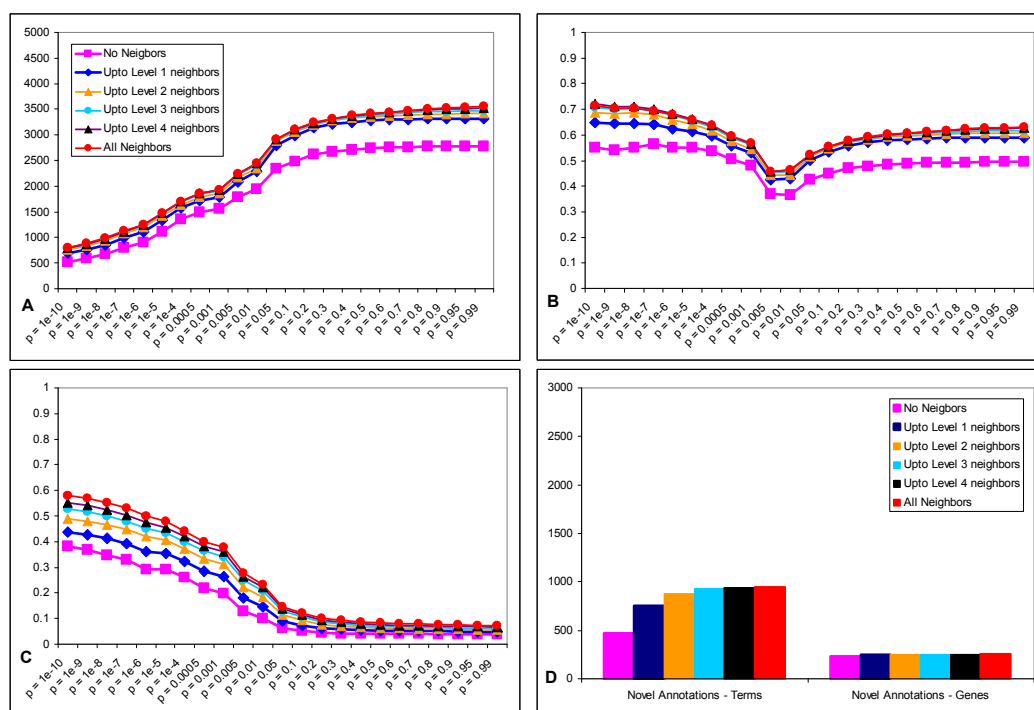 5000
4500
4000
3500
3000
2500
2000
1500
1000
500
0
No Neigbors
Upto Level 1 neighbors
Upto Level 2 neighbors
Upto Level 3 neighbors
Upto Level 4 neighbors
All Neighbors
A
p = 1e-10
p = 1e-9
p = 1e-8
p = 1e-7
p = 1e-6
p = 1e-5
p = 1e-4
p = 0.0005
p = 0.001
p = 0.005
p = 0.01
p = 0.05
p = 0.1
p = 0.2
p = 0.3
p = 0.4
p = 0.5
p = 0.6
p = 0.7
p = 0.8
p = 0.9
p = 0.95
p = 0.99
1
0.9
0.8
0.7
0.6
0.5
0.4
0.3
0.2
0.1
0
B
p = 1e-10
p = 1e-9
p = 1e-8
p = 1e-7
p = 1e-6
p = 1e-5
p = 1e-4
p = 0.0005
p = 0.001
p = 0.005
p = 0.01
p = 0.05
p = 0.1
p = 0.2
p = 0.3
p = 0.4
p = 0.5
p = 0.6
p = 0.7
p = 0.8
p = 0.9
p = 0.95
p = 0.99
1
0.9
0.8
0.7
0.6
0.5
0.4
0.3
0.2
0.1
0
C
p = 1e-10
p = 1e-9
p = 1e-8
p = 1e-7
p = 1e-6
p = 1e-5
p = 1e-4
p = 0.0005
p = 0.001
p = 0.005
p = 0.01
p = 0.05
p = 0.1
p = 0.2
p = 0.3
p = 0.4
p = 0.5
p = 0.6
p = 0.7
p = 0.8
p = 0.9
p = 0.95
p = 0.99
3000
2500
2000
1500
1000
500
0
No Neigbors
Upto Level 1 neighbors
Upto Level 2 neighbors
Upto Level 3 neighbors
Upto Level 4 neighbors
All Neighbors
D
Novel Annotations - Terms
Novel Annotations - Genes